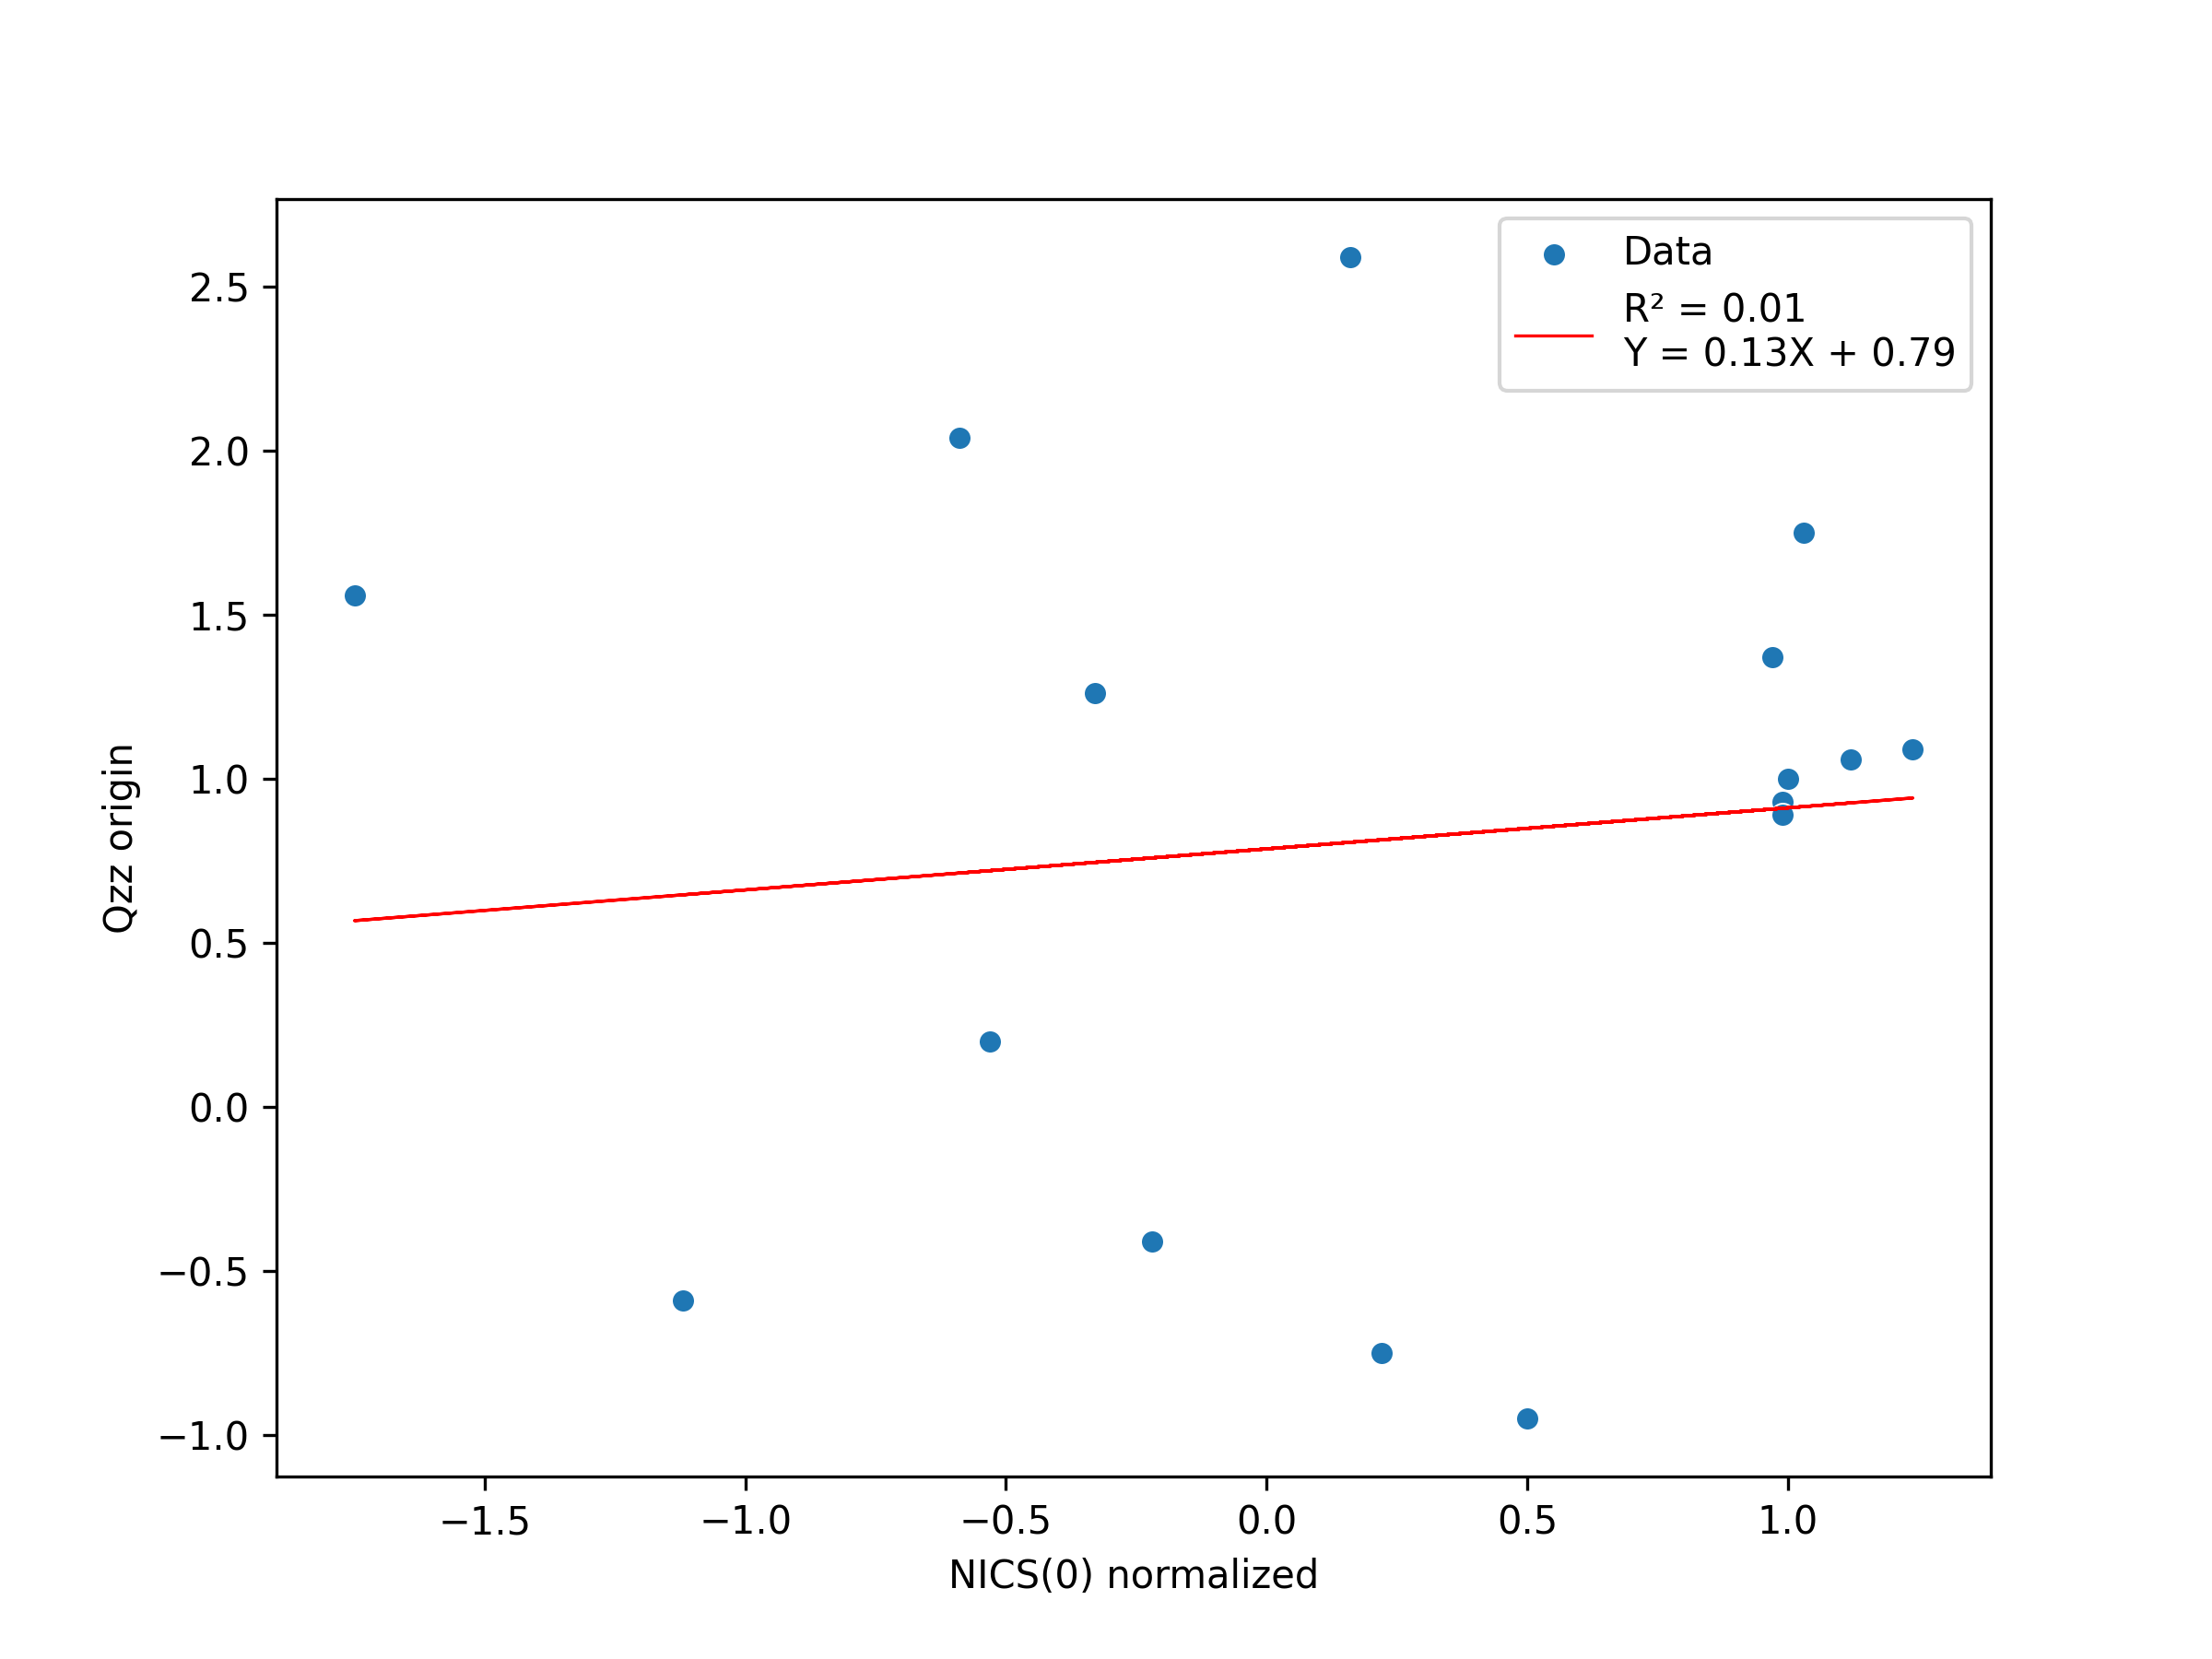 Data
R² = 0.01
Y = 0.13X + 0.79
2.5
2.0
1.5
1.0
0.5
0.0
−0.5
−1.0
Qzz origin
−1.5 −1.0 −0.5 0.0 0.5 1.0
NICS(0) normalized